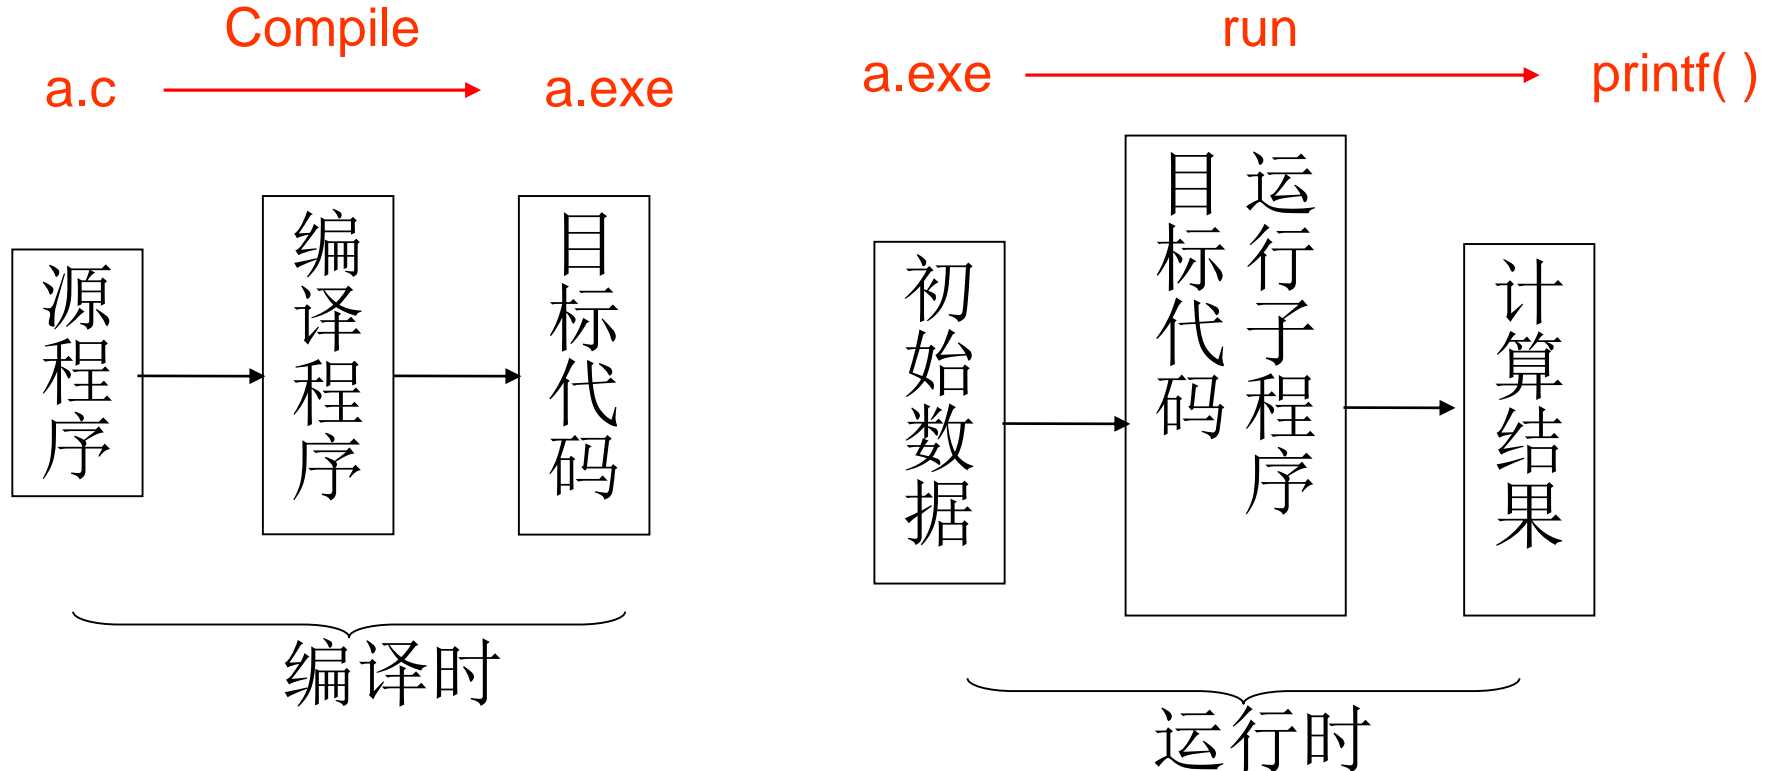 Compile
a.c
a.exe
源程序
编译程序
目标代码
编译时
run
a.exe
printf( )
初始数据
目标代码
运行子程序
计算结果
运行时